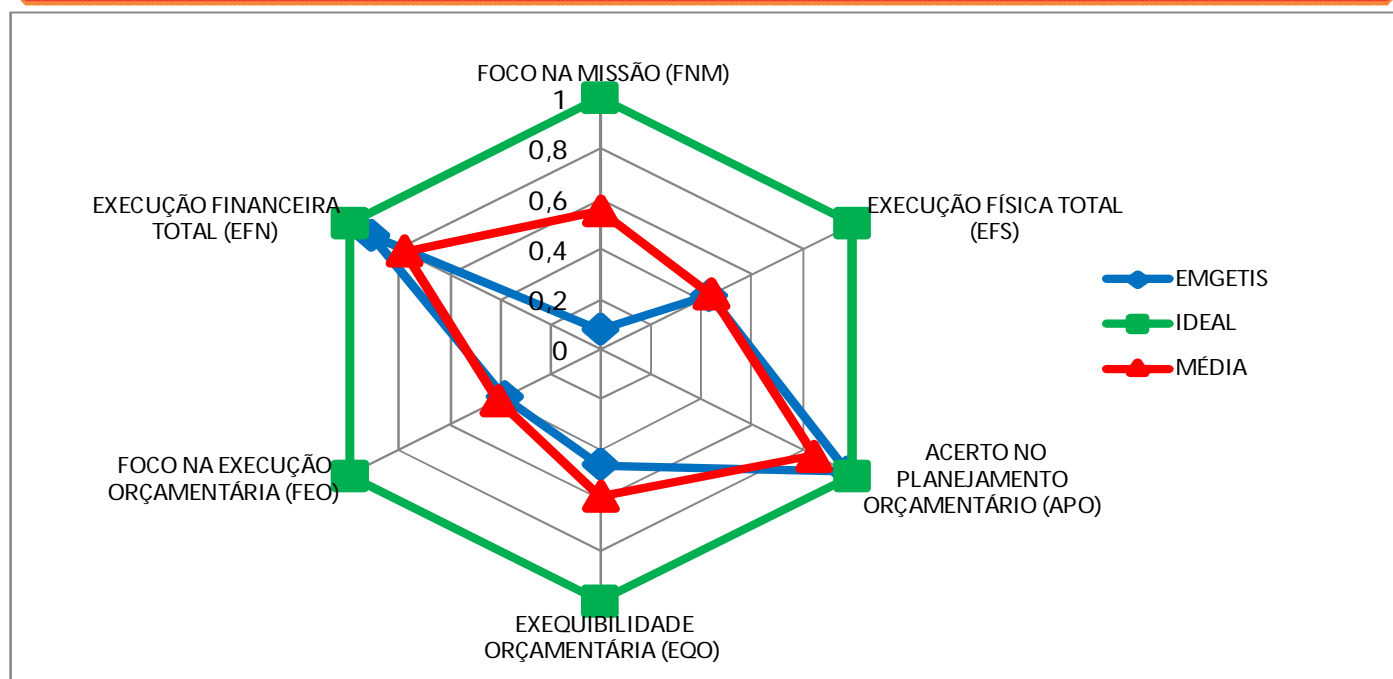 FOCO NA MISSÃO (FNM)
1
0,8
0,6
0,4
0,2
0
EXECUÇÃO FÍSICA TOTAL
(EFS)
ACERTO NO
PLANEJAMENTO
ORÇAMENTÁRIO (APO)
EXEQUIBILIDADE
ORÇAMENTÁRIA (EQO)
FOCO NA EXECUÇÃO
ORÇAMENTÁRIA (FEO)
EXECUÇÃO FINANCEIRA
TOTAL (EFN)
EMGETIS
IDEAL
MÉDIA